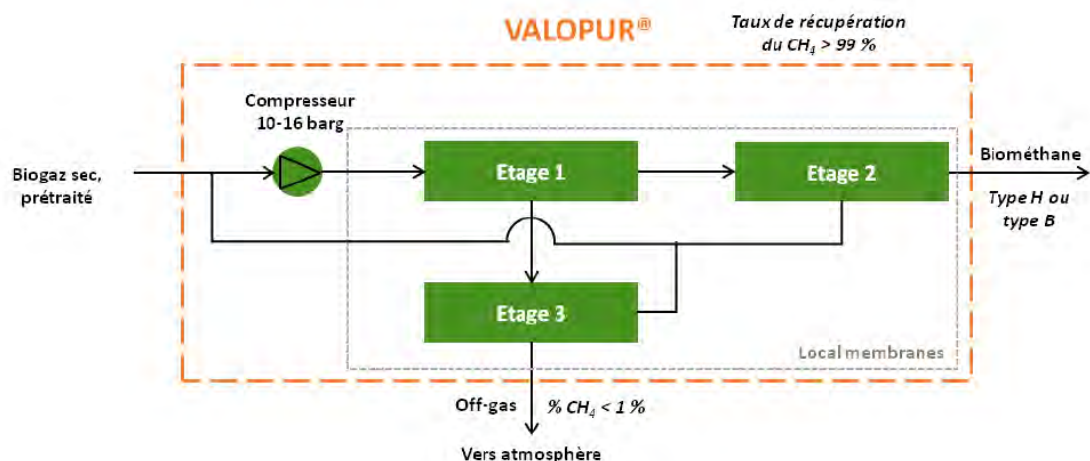 VALOPUR®
Taux de récupération
du CH₄ > 99 %
Compresseur
10-16 barg
Biogaz sec,
prétraité
Etage 1
Etage 2
Biométhane
Type H ou
type B
Etage 3
Local membranes
Off-gas
% CH₄ < 1 %
Vers atmosphère